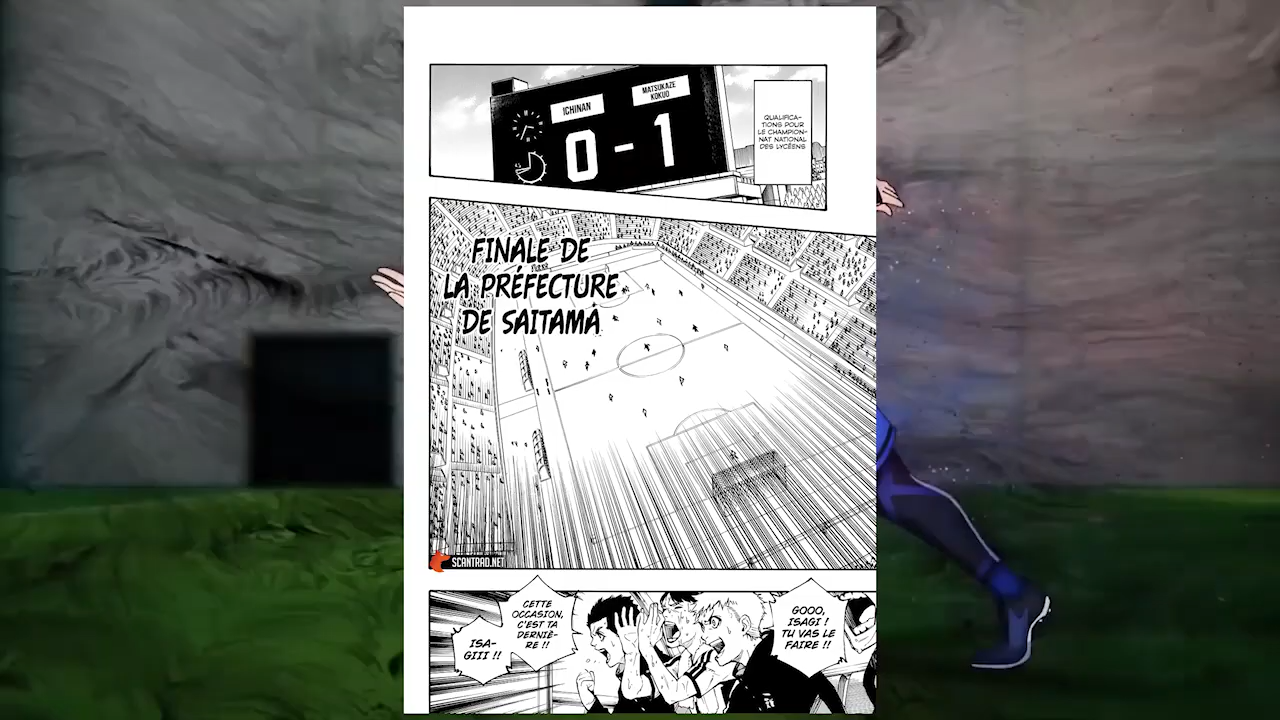 ICHINAN
MATSUKAZE
KOKUO
0 - 1
QUALIFICA-
TIONS POUR
LE CHAMPION-
NAT NATIONAL
DES LYCÉENS
FINALE DE
LA PRÉFECTURE
DE SAITAMA
SCANTRAD.NET
ISA-
GIII !!
CETTE
OCCASION,
C'EST TA
DERNIÈ-
RE !!
GOOO,
ISAGI !
TU VAS LE
FAIRE !!